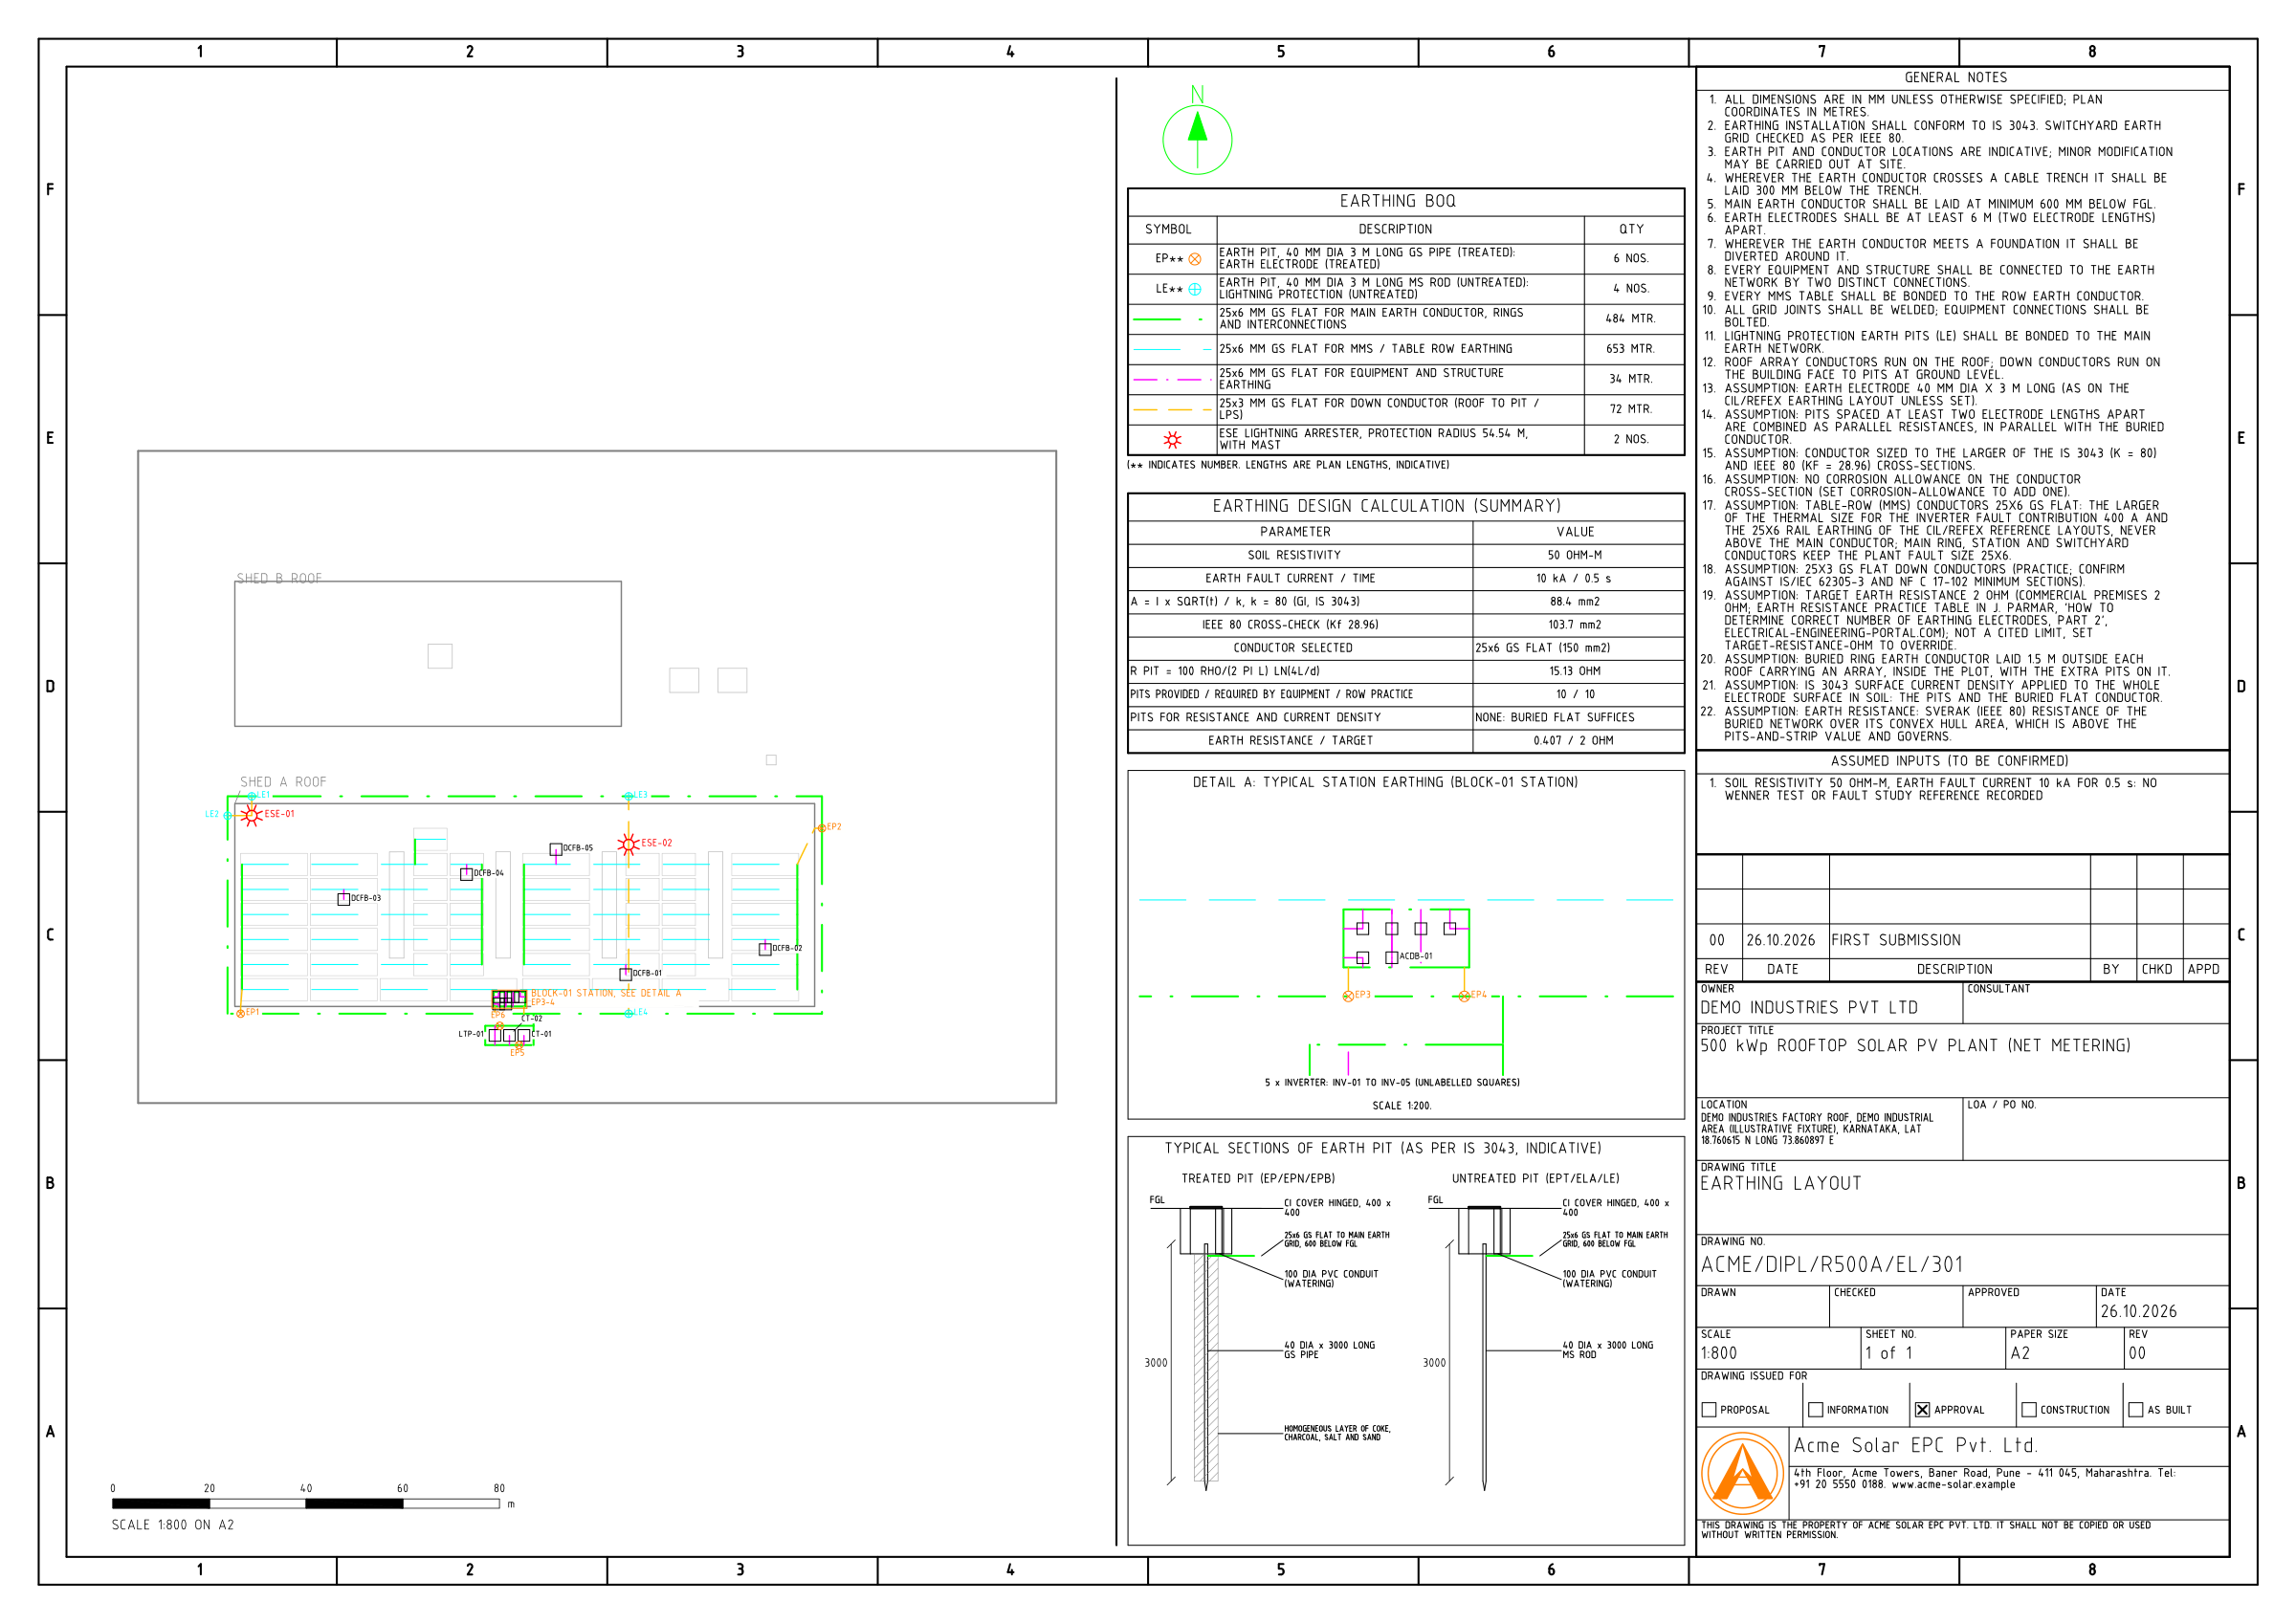 1 2 3 4 5 6 7 8
F
E
D
C
B
A
N
SHED B ROOF
SHED A ROOF
LE1
LE2
LE3
LE4
ESE-01
ESE-02
EP2
DCFB-05
DCFB-04
DCFB-03
DCFB-02
DCFB-01
BLOCK-01 STATION, SEE DETAIL A
EP3-4
EP1
EP6
CT-02
LTP-01
CT-01
EP5
0 20 40 60 80 m
SCALE 1:800 ON A2
EARTHING BOQ
SYMBOL DESCRIPTION QTY
EP** EARTH PIT, 40 MM DIA 3 M LONG GS PIPE (TREATED): 6 NOS.
EARTH ELECTRODE (TREATED)
LE** EARTH PIT, 40 MM DIA 3 M LONG MS ROD (UNTREATED): 4 NOS.
LIGHTNING PROTECTION (UNTREATED)
25x6 MM GS FLAT FOR MAIN EARTH CONDUCTOR, RINGS 484 MTR.
AND INTERCONNECTIONS
25x6 MM GS FLAT FOR MMS / TABLE ROW EARTHING 653 MTR.
25x6 MM GS FLAT FOR EQUIPMENT AND STRUCTURE 34 MTR.
EARTHING
25x3 MM GS FLAT FOR DOWN CONDUCTOR (ROOF TO PIT / 72 MTR.
LPS)
ESE LIGHTNING ARRESTER, PROTECTION RADIUS 54.54 M, 2 NOS.
WITH MAST
(** INDICATES NUMBER. LENGTHS ARE PLAN LENGTHS, INDICATIVE)
EARTHING DESIGN CALCULATION (SUMMARY)
PARAMETER VALUE
SOIL RESISTIVITY 50 OHM-M
EARTH FAULT CURRENT / TIME 10 kA / 0.5 s
A = I x SQRT(t) / k, k = 80 (GI, IS 3043) 88.4 mm2
IEEE 80 CROSS-CHECK (Kf 28.96) 103.7 mm2
CONDUCTOR SELECTED 25x6 GS FLAT (150 mm2)
R PIT = 100 RHO/(2 PI L) LN(4L/d) 15.13 OHM
PITS PROVIDED / REQUIRED BY EQUIPMENT / ROW PRACTICE 10 / 10
PITS FOR RESISTANCE AND CURRENT DENSITY NONE: BURIED FLAT SUFFICES
EARTH RESISTANCE / TARGET 0.407 / 2 OHM
DETAIL A: TYPICAL STATION EARTHING (BLOCK-01 STATION)
ACDB-01
EP3
EP4
5 x INVERTER: INV-01 TO INV-05 (UNLABELLED SQUARES)
SCALE 1:200.
TYPICAL SECTIONS OF EARTH PIT (AS PER IS 3043, INDICATIVE)
TREATED PIT (EP/EPN/EPB)
FGL
CI COVER HINGED, 400 x
400
25x6 GS FLAT TO MAIN EARTH
GRID, 600 BELOW FGL
100 DIA PVC CONDUIT
(WATERING)
3000
40 DIA x 3000 LONG
GS PIPE
HOMOGENEOUS LAYER OF COKE,
CHARCOAL, SALT AND SAND
UNTREATED PIT (EPT/ELA/LE)
FGL
CI COVER HINGED, 400 x
400
25x6 GS FLAT TO MAIN EARTH
GRID, 600 BELOW FGL
100 DIA PVC CONDUIT
(WATERING)
3000
40 DIA x 3000 LONG
MS ROD
GENERAL NOTES
1. ALL DIMENSIONS ARE IN MM UNLESS OTHERWISE SPECIFIED; PLAN
COORDINATES IN METRES.
2. EARTHING INSTALLATION SHALL CONFORM TO IS 3043. SWITCHYARD EARTH
GRID CHECKED AS PER IEEE 80.
3. EARTH PIT AND CONDUCTOR LOCATIONS ARE INDICATIVE; MINOR MODIFICATION
MAY BE CARRIED OUT AT SITE.
4. WHEREVER THE EARTH CONDUCTOR CROSSES A CABLE TRENCH IT SHALL BE
LAID 300 MM BELOW THE TRENCH.
5. MAIN EARTH CONDUCTOR SHALL BE LAID AT MINIMUM 600 MM BELOW FGL.
6. EARTH ELECTRODES SHALL BE AT LEAST 6 M (TWO ELECTRODE LENGTHS)
APART.
7. WHEREVER THE EARTH CONDUCTOR MEETS A FOUNDATION IT SHALL BE
DIVERTED AROUND IT.
8. EVERY EQUIPMENT AND STRUCTURE SHALL BE CONNECTED TO THE EARTH
NETWORK BY TWO DISTINCT CONNECTIONS.
9. EVERY MMS TABLE SHALL BE BONDED TO THE ROW EARTH CONDUCTOR.
10. ALL GRID JOINTS SHALL BE WELDED; EQUIPMENT CONNECTIONS SHALL BE
BOLTED.
11. LIGHTNING PROTECTION EARTH PITS (LE) SHALL BE BONDED TO THE MAIN
EARTH NETWORK.
12. ROOF ARRAY CONDUCTORS RUN ON THE ROOF; DOWN CONDUCTORS RUN ON
THE BUILDING FACE TO PITS AT GROUND LEVEL.
13. ASSUMPTION: EARTH ELECTRODE 40 MM DIA X 3 M LONG (AS ON THE
CIL/REFEX EARTHING LAYOUT UNLESS SET).
14. ASSUMPTION: PITS SPACED AT LEAST TWO ELECTRODE LENGTHS APART
ARE COMBINED AS PARALLEL RESISTANCES, IN PARALLEL WITH THE BURIED
CONDUCTOR.
15. ASSUMPTION: CONDUCTOR SIZED TO THE LARGER OF THE IS 3043 (K = 80)
AND IEEE 80 (KF = 28.96) CROSS-SECTIONS.
16. ASSUMPTION: NO CORROSION ALLOWANCE ON THE CONDUCTOR
CROSS-SECTION (SET CORROSION-ALLOWANCE TO ADD ONE).
17. ASSUMPTION: TABLE-ROW (MMS) CONDUCTORS 25X6 GS FLAT: THE LARGER
OF THE THERMAL SIZE FOR THE INVERTER FAULT CONTRIBUTION 400 A AND
THE 25X6 RAIL EARTHING OF THE CIL/REFEX REFERENCE LAYOUTS, NEVER
ABOVE THE MAIN CONDUCTOR; MAIN RING, STATION AND SWITCHYARD
CONDUCTORS KEEP THE PLANT FAULT SIZE 25X6.
18. ASSUMPTION: 25X3 GS FLAT DOWN CONDUCTORS (PRACTICE; CONFIRM
AGAINST IS/IEC 62305-3 AND NF C 17-102 MINIMUM SECTIONS).
19. ASSUMPTION: TARGET EARTH RESISTANCE 2 OHM (COMMERCIAL PREMISES 2
OHM; EARTH RESISTANCE PRACTICE TABLE IN J. PARMAR, 'HOW TO
DETERMINE CORRECT NUMBER OF EARTHING ELECTRODES, PART 2',
ELECTRICAL-ENGINEERING-PORTAL.COM); NOT A CITED LIMIT, SET
TARGET-RESISTANCE-OHM TO OVERRIDE.
20. ASSUMPTION: BURIED RING EARTH CONDUCTOR LAID 1.5 M OUTSIDE EACH
ROOF CARRYING AN ARRAY, INSIDE THE PLOT, WITH THE EXTRA PITS ON IT.
21. ASSUMPTION: IS 3043 SURFACE CURRENT DENSITY APPLIED TO THE WHOLE
ELECTRODE SURFACE IN SOIL: THE PITS AND THE BURIED FLAT CONDUCTOR.
22. ASSUMPTION: EARTH RESISTANCE: SVERAK (IEEE 80) RESISTANCE OF THE
BURIED NETWORK OVER ITS CONVEX HULL AREA, WHICH IS ABOVE THE
PITS-AND-STRIP VALUE AND GOVERNS.
ASSUMED INPUTS (TO BE CONFIRMED)
1. SOIL RESISTIVITY 50 OHM-M, EARTH FAULT CURRENT 10 kA FOR 0.5 s: NO
WENNER TEST OR FAULT STUDY REFERENCE RECORDED
00 26.10.2026 FIRST SUBMISSION
REV DATE DESCRIPTION BY CHKD APPD
OWNER CONSULTANT
DEMO INDUSTRIES PVT LTD
PROJECT TITLE
500 kWp ROOFTOP SOLAR PV PLANT (NET METERING)
LOCATION LOA / PO NO.
DEMO INDUSTRIES FACTORY ROOF, DEMO INDUSTRIAL
AREA (ILLUSTRATIVE FIXTURE), KARNATAKA, LAT
18.760615 N LONG 73.860897 E
DRAWING TITLE
EARTHING LAYOUT
DRAWING NO.
ACME/DIPL/R500A/EL/301
DRAWN CHECKED APPROVED DATE
26.10.2026
SCALE SHEET NO. PAPER SIZE REV
1:800 1 of 1 A2 00
DRAWING ISSUED FOR
PROPOSAL INFORMATION APPROVAL CONSTRUCTION AS BUILT
Acme Solar EPC Pvt. Ltd.
4th Floor, Acme Towers, Baner Road, Pune - 411 045, Maharashtra. Tel:
+91 20 5550 0188. www.acme-solar.example
THIS DRAWING IS THE PROPERTY OF ACME SOLAR EPC PVT. LTD. IT SHALL NOT BE COPIED OR USED
WITHOUT WRITTEN PERMISSION.
F
E
D
C
B
A
1 2 3 4 5 6 7 8